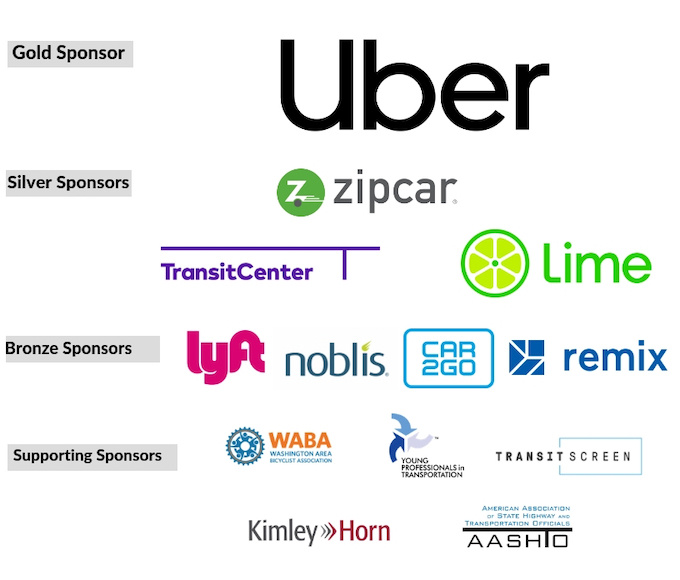 Gold Sponsor
Uber
Silver Sponsors
zipcar®
TransitCenter
Lime
Bronze Sponsors
lyft
noblis®
CAR
2GO
remix
Supporting Sponsors
WABA
WASHINGTON AREA
BICYCLIST ASSOCIATION
™
YOUNG
PROFESSIONALS in
TRANSPORTATION
TRANSITSCREEN
Kimley»Horn
AMERICAN ASSOCIATION
OF STATE HIGHWAY AND
TRANSPORTATION OFFICIALS
AASHTO